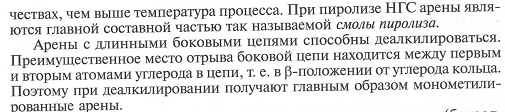 чествах, чем выше температура процесса. При пиролизе НГС арены явля-
ются главной составной частью так называемой смолы пиролиза.
Арены с длинными боковыми цепями способны деалкилироваться.
Преимущественное место отрыва боковой цепи находится между первым
и вторым атомами углерода в цепи, т. е. в β-положении от углерода кольца.
Поэтому при деалкилировании получают главным образом монометили-
рованные арены.